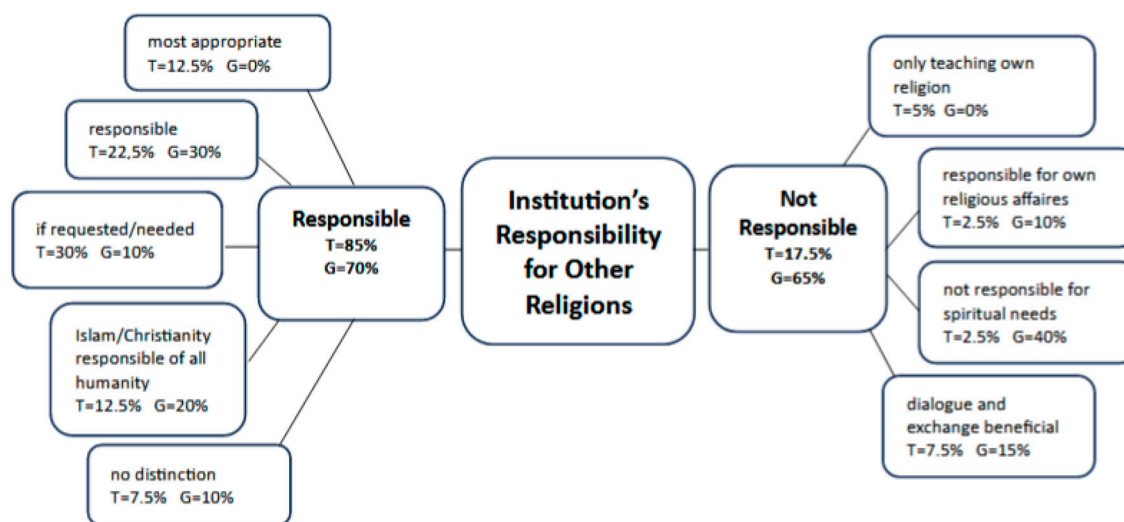 most appropriate
T=12.5% G=0%
responsible
T=22,5% G=30%
if requested/needed
T=30% G=10%
Islam/Christianity
responsible of all
humanity
T=12.5% G=20%
no distinction
T=7.5% G=10%
Responsible
T=85%
G=70%
Institution's
Responsibility
for Other
Religions
Not
Responsible
T=17.5%
G=65%
only teaching own
religion
T=5% G=0%
responsible for own
religious affaires
T=2.5% G=10%
not responsible for
spiritual needs
T=2.5% G=40%
dialogue and
exchange beneficial
T=7.5% G=15%